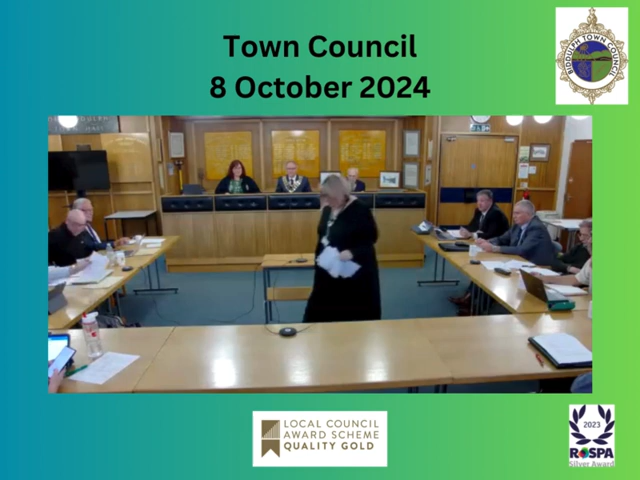 Town Council
8 October 2024
BIDDULPH TOWN COUNCIL
LOCAL COUNCIL
AWARD SCHEME
QUALITY GOLD
2023
RoSPA
Silver Award